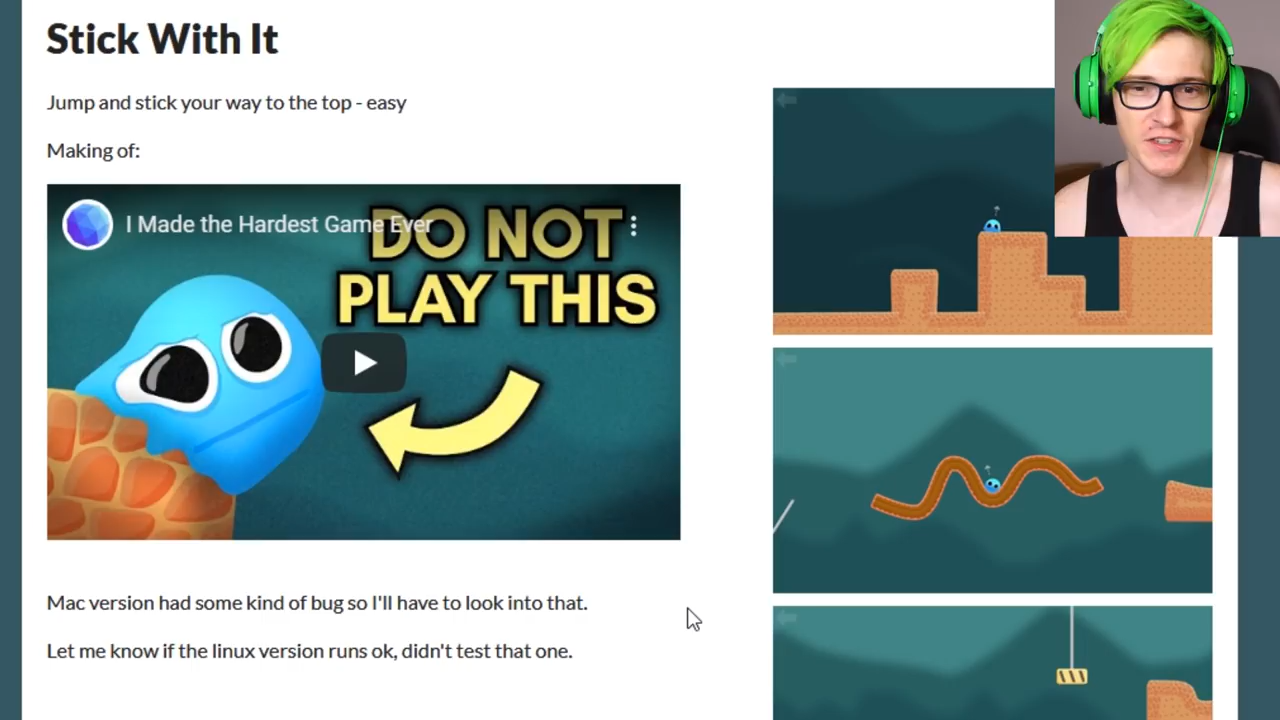 Stick With It
Jump and stick your way to the top - easy
Making of:
I Made the Hardest Game Ever
DO NOT
PLAY THIS
Mac version had some kind of bug so I'll have to look into that.
Let me know if the linux version runs ok, didn't test that one.